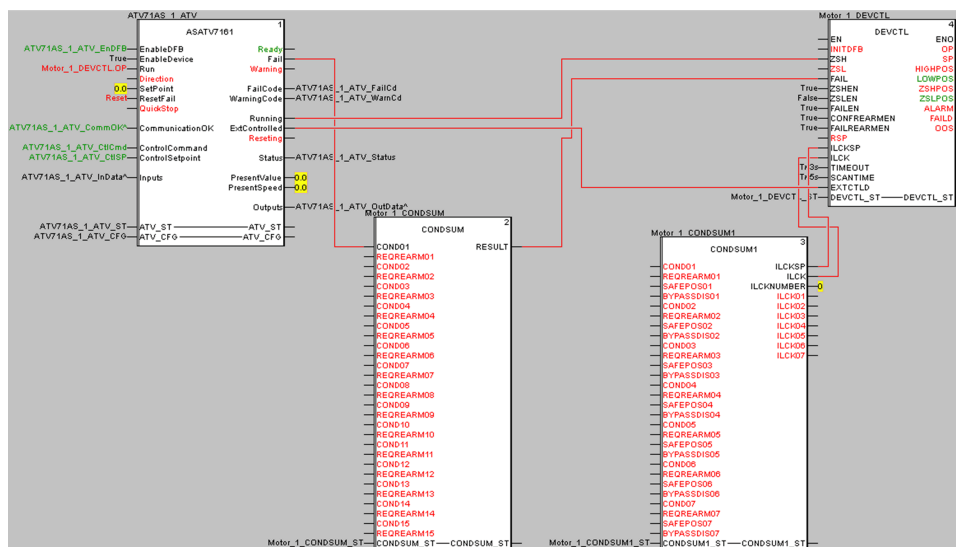 ATV71AS_1_ATV
1
ASATV7161
ATV71AS_1_ATV_EnDFB EnableDFB Ready
True EnableDevice Fail
Motor_1_DEVCTL.OP Run Warning
Direction
0.0 SetPoint FailCode ATV71AS_1_ATV_FailCd
Reset ResetFail WarningCode ATV71AS_1_ATV_WarnCd
QuickStop
Running
ATV71AS_1_ATV_CommOK^ CommunicationOK ExtControlled
Reseting
ATV71AS_1_ATV_CtlCmd ControlCommand
ATV71AS_1_ATV_CtlSP ControlSetpoint Status ATV71AS_1_ATV_Status
ATV71AS_1_ATV_InData^ Inputs PresentValue 0.0
PresentSpeed 0.0
Outputs ATV71AS_1_ATV_OutData^
ATV71AS_1_ATV_ST ATV_ST ATV_ST
ATV71AS_1_ATV_CFG ATV_CFG ATV_CFG
Motor_1_DEVCTL
4
DEVCTL
EN ENO
INITDFB OP
ZSH SP
ZSL HIGHPOS
FAIL LOWPOS
True ZSHEN ZSHPOS
False ZSLEN ZSLPOS
True FAILEN ALARM
True CONFREARMEN FAILD
True FAILREARMEN OOS
RSP
ILCKSP
ILCK
TIMEOUT
SCANTIME
EXTCTLD
Motor_1_DEVCTL_ST DEVCTL_ST DEVCTL_ST
Motor_1_CONDSUM
2
CONDSUM
COND01 RESULT
REQREARM01
COND02
REQREARM02
COND03
REQREARM03
COND04
REQREARM04
COND05
REQREARM05
COND06
REQREARM06
COND07
REQREARM07
COND08
REQREARM08
COND09
REQREARM09
COND10
REQREARM10
COND11
REQREARM11
COND12
REQREARM12
COND13
REQREARM13
COND14
REQREARM14
COND15
REQREARM15
Motor_1_CONDSUM_ST CONDSUM_ST CONDSUM_ST
Motor_1_CONDSUM1
3
CONDSUM1
COND01 ILCKSP
REQREARM01 ILCK
SAFEPOS01 ILCKNUMBER 0
BYPASSDIS01 ILCK01
COND02 ILCK02
REQREARM02 ILCK03
SAFEPOS02 ILCK04
BYPASSDIS02 ILCK05
COND03 ILCK06
REQREARM03 ILCK07
SAFEPOS03
BYPASSDIS03
COND04
REQREARM04
SAFEPOS04
BYPASSDIS04
COND05
REQREARM05
SAFEPOS05
BYPASSDIS05
COND06
REQREARM06
SAFEPOS06
BYPASSDIS06
COND07
REQREARM07
SAFEPOS07
BYPASSDIS07
Motor_1_CONDSUM1_ST CONDSUM1_ST CONDSUM1_ST